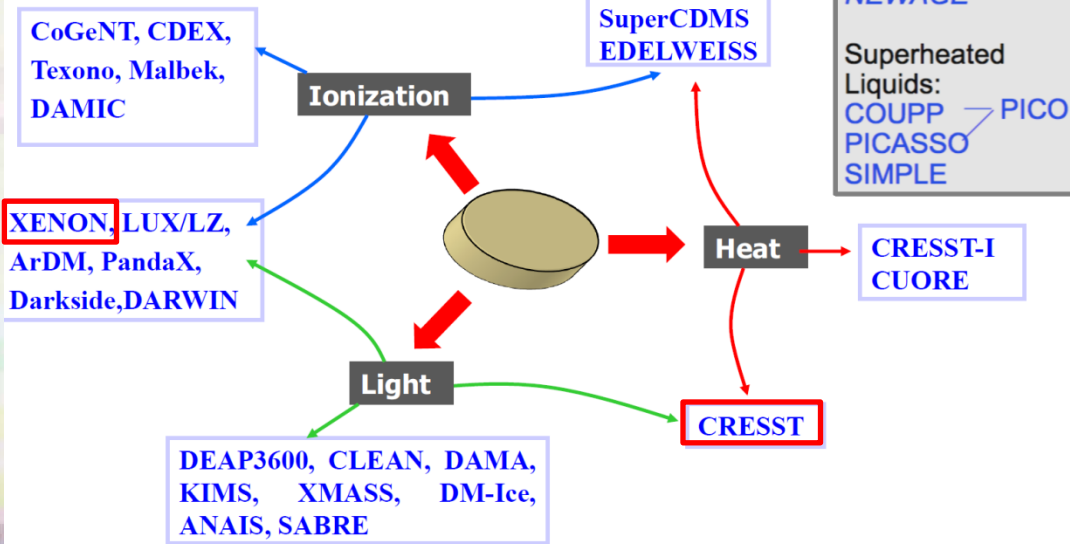 CoGeNT, CDEX,
Texono, Malbek,
DAMIC
SuperCDMS
EDELWEISS
NEWAGE
Superheated
Liquids:
COUPP
PICO
PICASSO
SIMPLE
Ionization
XENON, LUX/LZ,
ArDM, PandaX,
Darkside,DARWIN
Heat
CRESST-I
CUORE
Light
CRESST
DEAP3600, CLEAN, DAMA,
KIMS, XMASS, DM-Ice,
ANAIS, SABRE